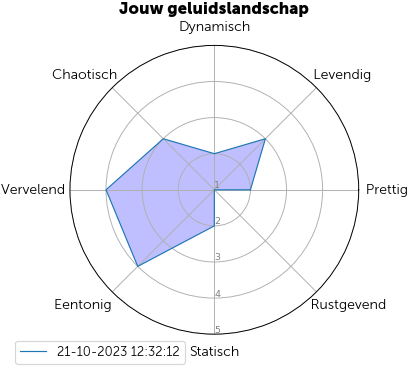 Jouw geluidslandschap
Dynamisch
Chaotisch
Levendig
Vervelend
Prettig
1
2
3
4
5
Eentonig
Rustgevend
21-10-2023 12:32:12
Statisch